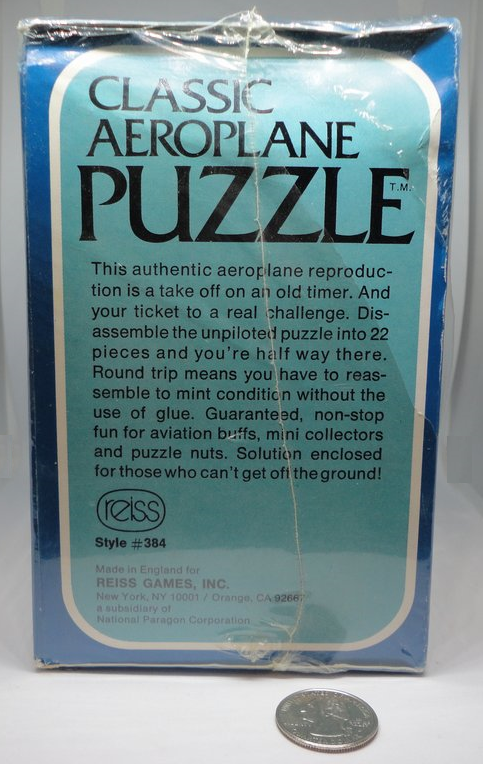 CLASSIC
AEROPLANE
PUZZLE T.M.
This authentic aeroplane reproduc-
tion is a take off on an old timer. And
your ticket to a real challenge. Dis-
assemble the unpiloted puzzle into 22
pieces and you're half way there.
Round trip means you have to reas-
semble to mint condition without the
use of glue. Guaranteed, non-stop
fun for aviation buffs, mini collectors
and puzzle nuts. Solution enclosed
for those who can't get off the ground!
reiss
Style #384
Made in England for
REISS GAMES, INC.
New York, NY 10001 / Orange, CA 92667
a subsidiary of
National Paragon Corporation